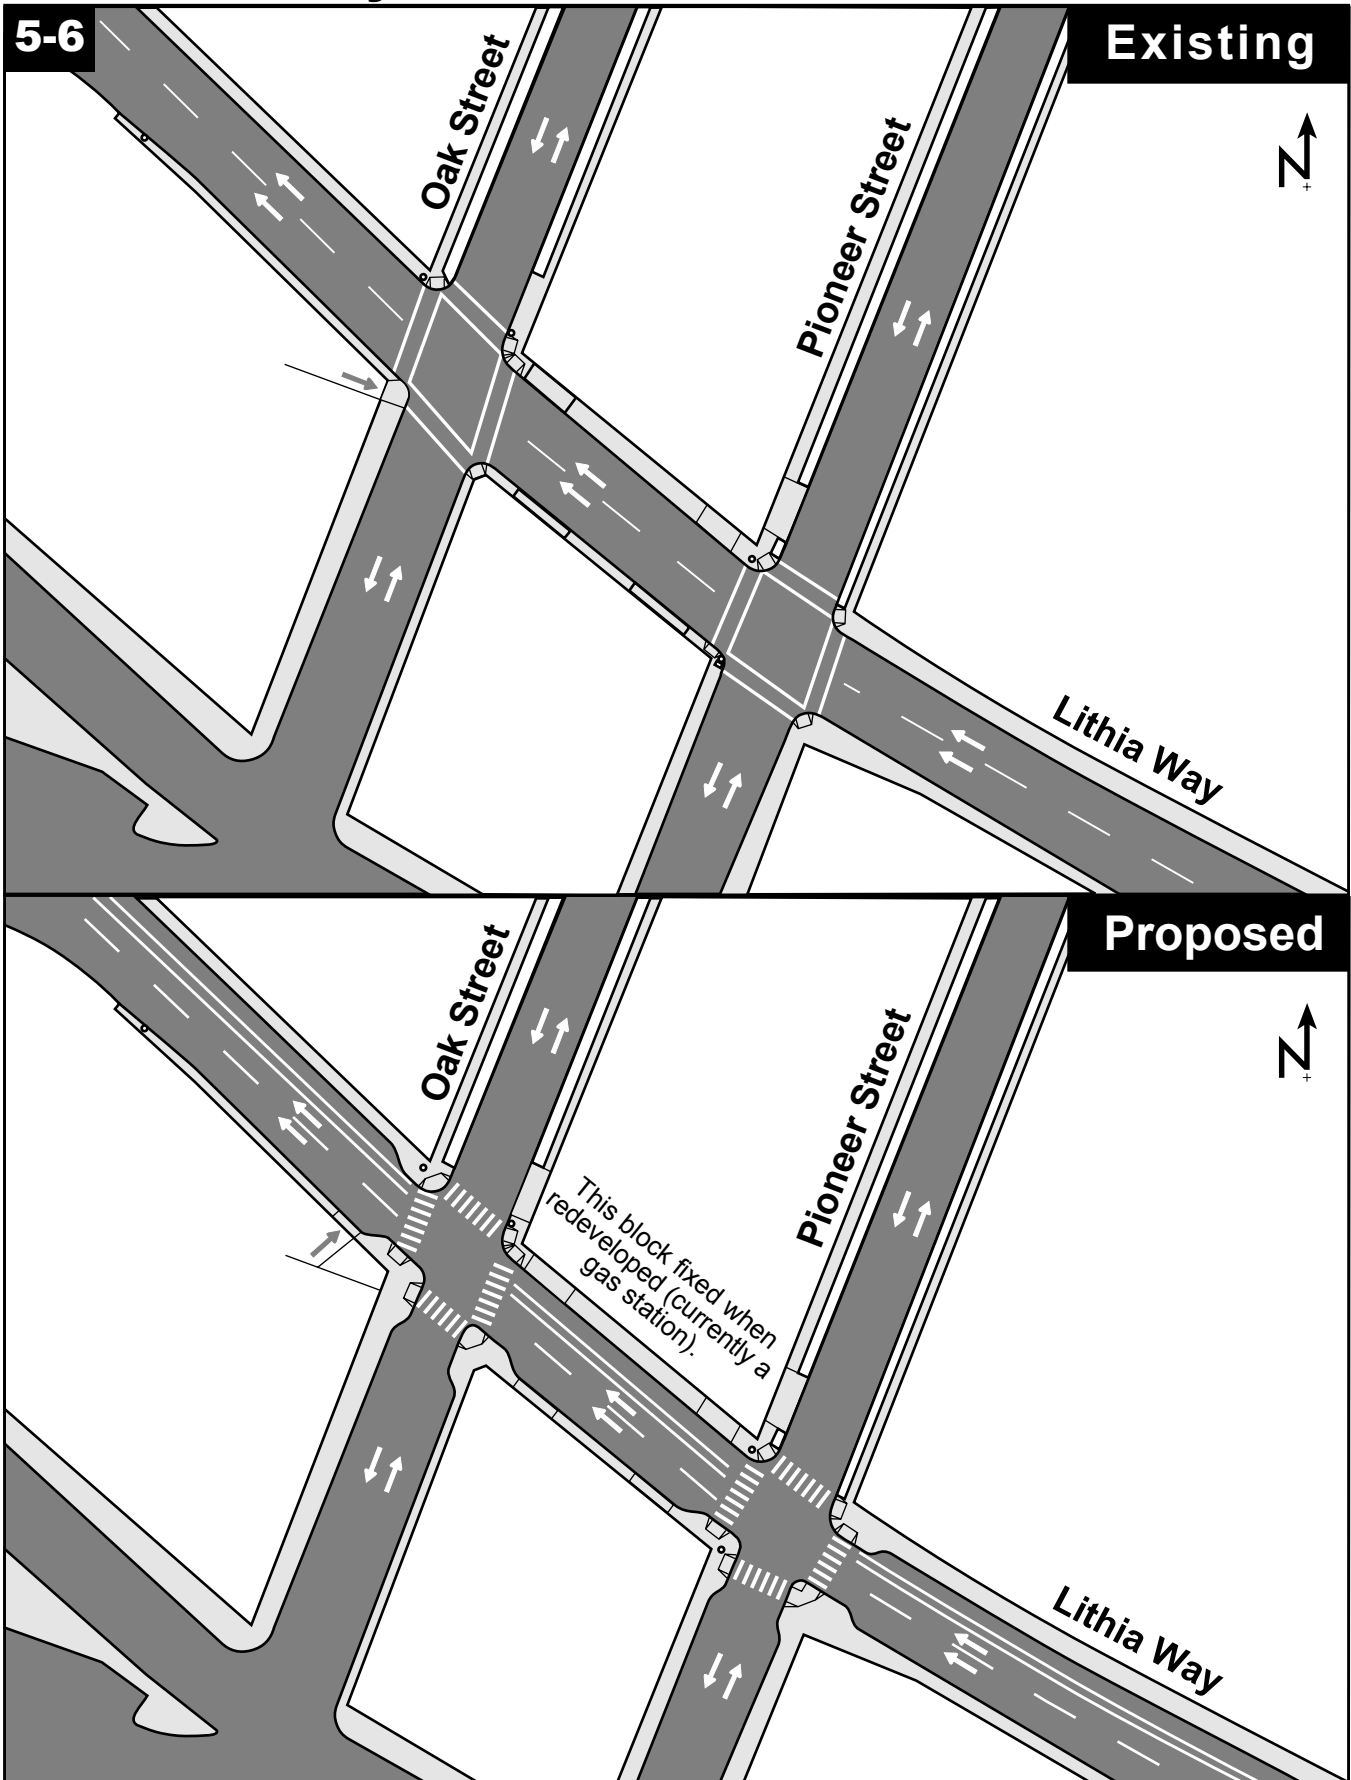 5-6
Existing
Oak Street
Pioneer Street
N
Lithia Way
Proposed
Oak Street
Pioneer Street
N
This block fixed when
redeveloped (currently a
gas station).
Lithia Way